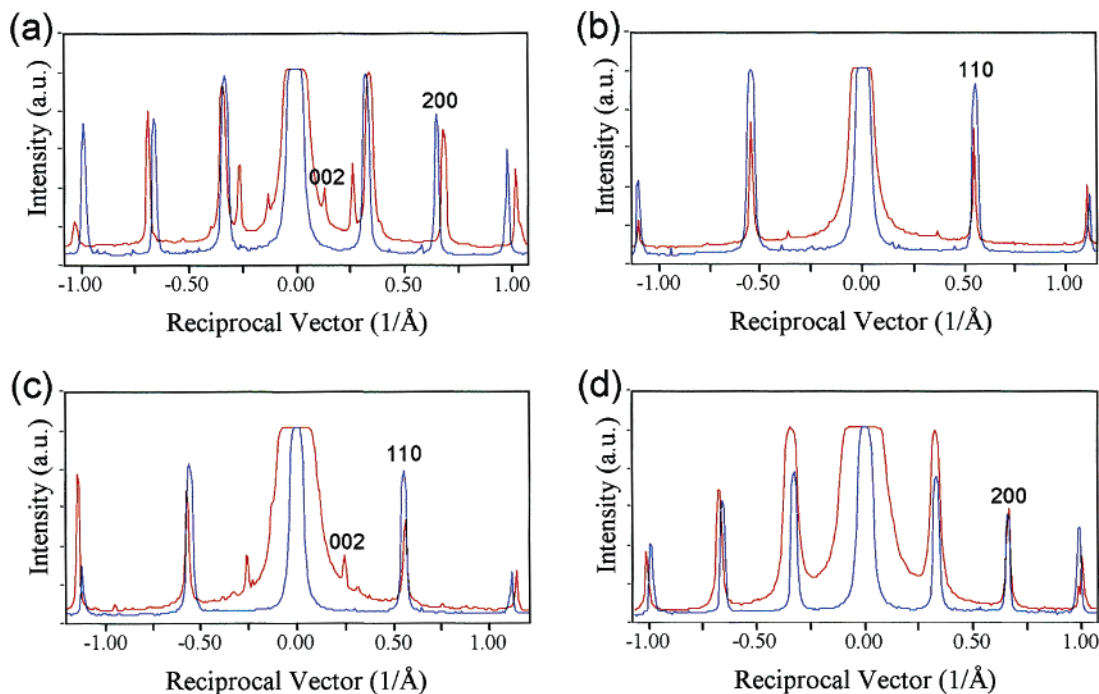 (a)
Intensity (a.u.)
002
200
-1.00 -0.50 0.00 0.50 1.00
Reciprocal Vector (1/Å)
(b)
Intensity (a.u.)
110
-1.00 -0.50 0.00 0.50 1.00
Reciprocal Vector (1/Å)
(c)
Intensity (a.u.)
002
110
-1.00 -0.50 0.00 0.50 1.00
Reciprocal Vector (1/Å)
(d)
Intensity (a.u.)
200
-1.00 -0.50 0.00 0.50 1.00
Reciprocal Vector (1/Å)